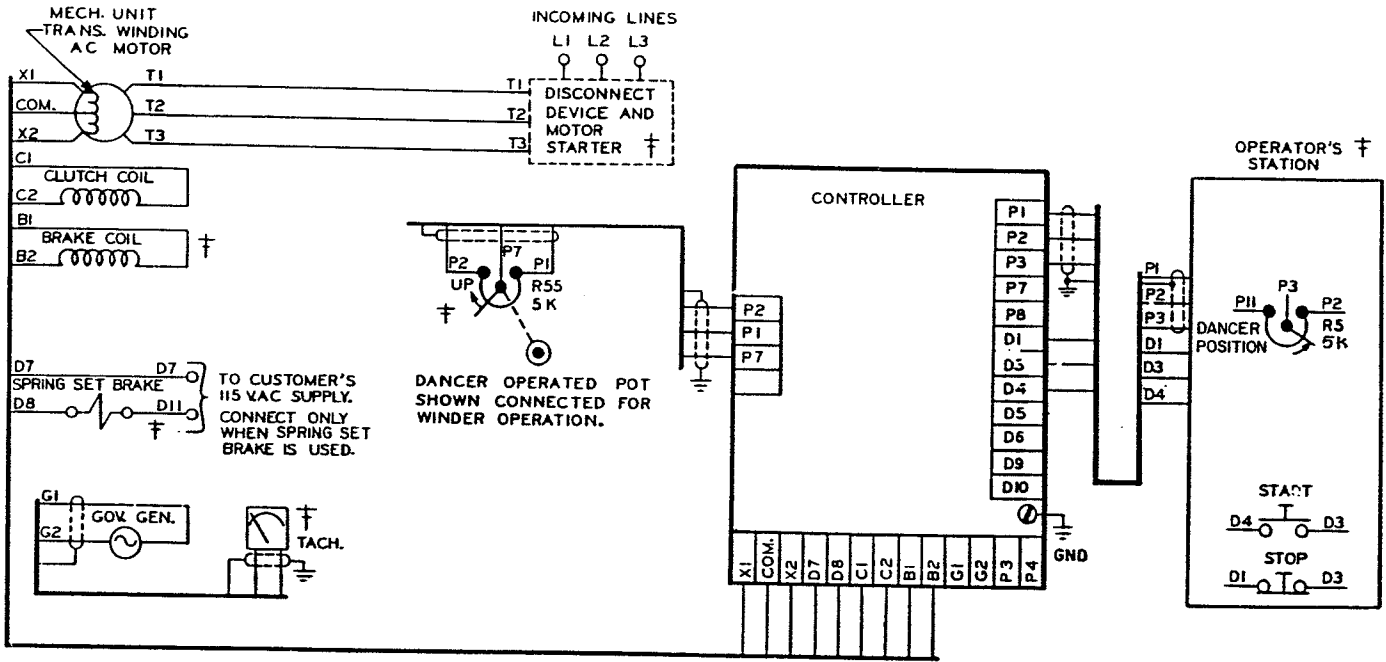 MECH. UNIT
TRANS. WINDING
AC MOTOR
X1
COM.
X2
T1
T2
T3
INCOMING LINES
L1 L2 L3
T1
T2
T3
DISCONNECT
DEVICE AND
MOTOR
STARTER
C1
CLUTCH COIL
C2
B1
BRAKE COIL
B2
P7
P2
P1
UP
R55
5K
DANCER OPERATED POT
SHOWN CONNECTED FOR
WINDER OPERATION.
D7
D7
SPRING SET BRAKE
D8
D11
TO CUSTOMER'S
115 VAC SUPPLY.
CONNECT ONLY
WHEN SPRING SET
BRAKE IS USED.
G1
GOV. GEN.
G2
TACH.
CONTROLLER
P2
P1
P7
P1
P2
P3
P7
P8
D1
D3
D4
D5
D6
D9
D10
GND
X1
COM.
X2
D7
D8
C1
C2
B1
B2
G1
G2
P3
P4
OPERATOR'S
STATION
P1
P2
P3
D1
D3
D4
P3
P11
P2
DANCER
POSITION
R5
5K
START
D4
D3
STOP
D1
D3